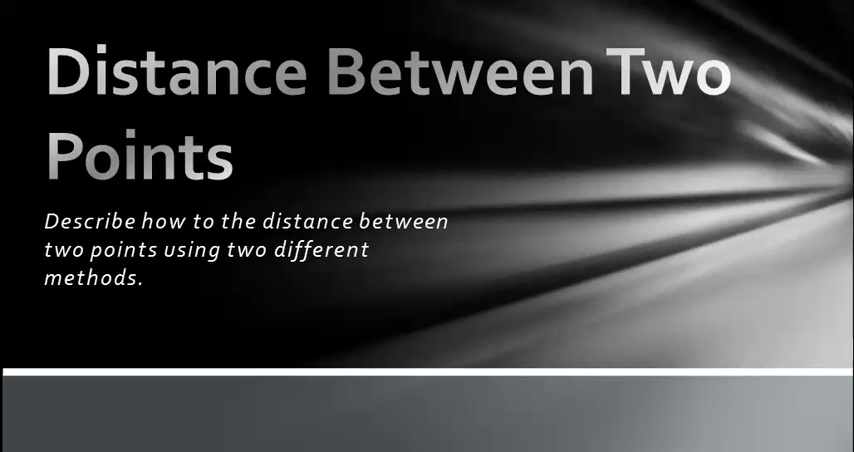 Distance Between Two
Points
Describe how to the distance between
two points using two different
methods.